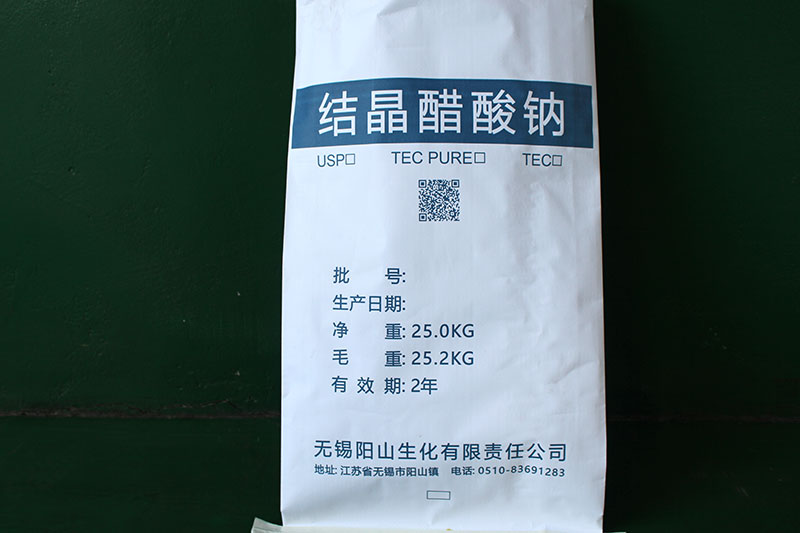 结晶醋酸钠
USP□ TEC PURE□ TEC□
批 号:
生产日期:
净 重: 25.0KG
毛 重: 25.2KG
有 效 期: 2年
无锡阳山生化有限责任公司
地址: 江苏省无锡市阳山镇 电话: 0510-83691283